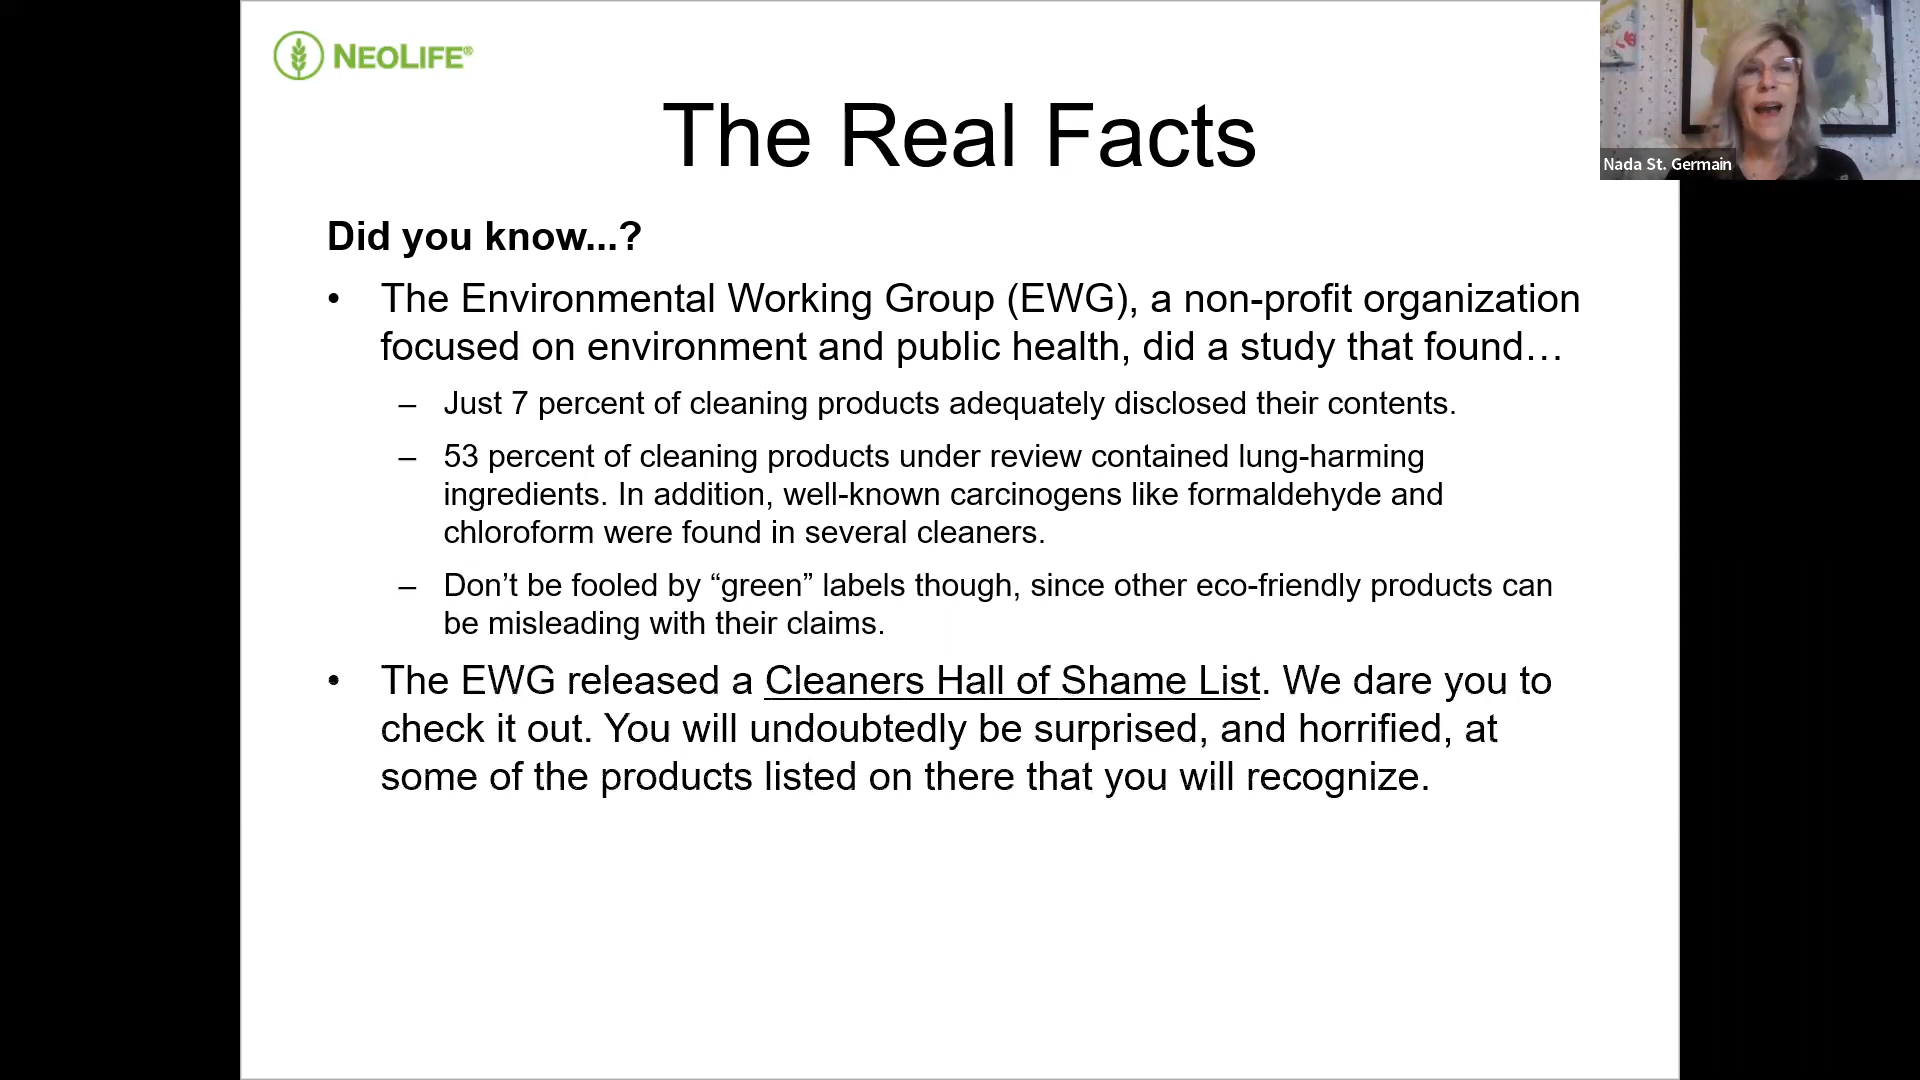 NEOLIFE®
The Real Facts
Nada St. Germain
Did you know...?
• The Environmental Working Group (EWG), a non-profit organization
focused on environment and public health, did a study that found…
– Just 7 percent of cleaning products adequately disclosed their contents.
– 53 percent of cleaning products under review contained lung-harming
ingredients. In addition, well-known carcinogens like formaldehyde and
chloroform were found in several cleaners.
– Don’t be fooled by “green” labels though, since other eco-friendly products can
be misleading with their claims.
• The EWG released a Cleaners Hall of Shame List. We dare you to
check it out. You will undoubtedly be surprised, and horrified, at
some of the products listed on there that you will recognize.